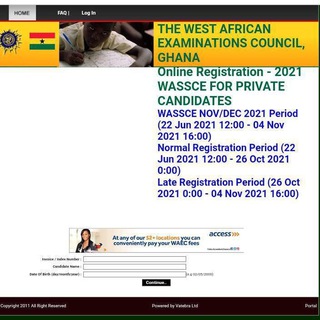 HOME FAQ | Log In
THE WEST AFRICAN
EXAMINATIONS COUNCIL,
GHANA
Online Registration - 2021
WASSCE FOR PRIVATE
CANDIDATES
WASSCE NOV/DEC 2021 Period
(22 Jun 2021 12:00 - 04 Nov
2021 16:00)
Normal Registration Period (22
Jun 2021 12:00 - 26 Oct 2021
0:00)
Late Registration Period (26 Oct
2021 0:00 - 04 Nov 2021 16:00)
At any of our 52+ locations you can
conveniently pay your WAEC fees
access
Invoice / Index Number :
Candidate Name :
Date Of Birth (day/month/year) :
Continue..
Copyright 2011 All Right Reserved Powered by Vatebra Ltd Portal